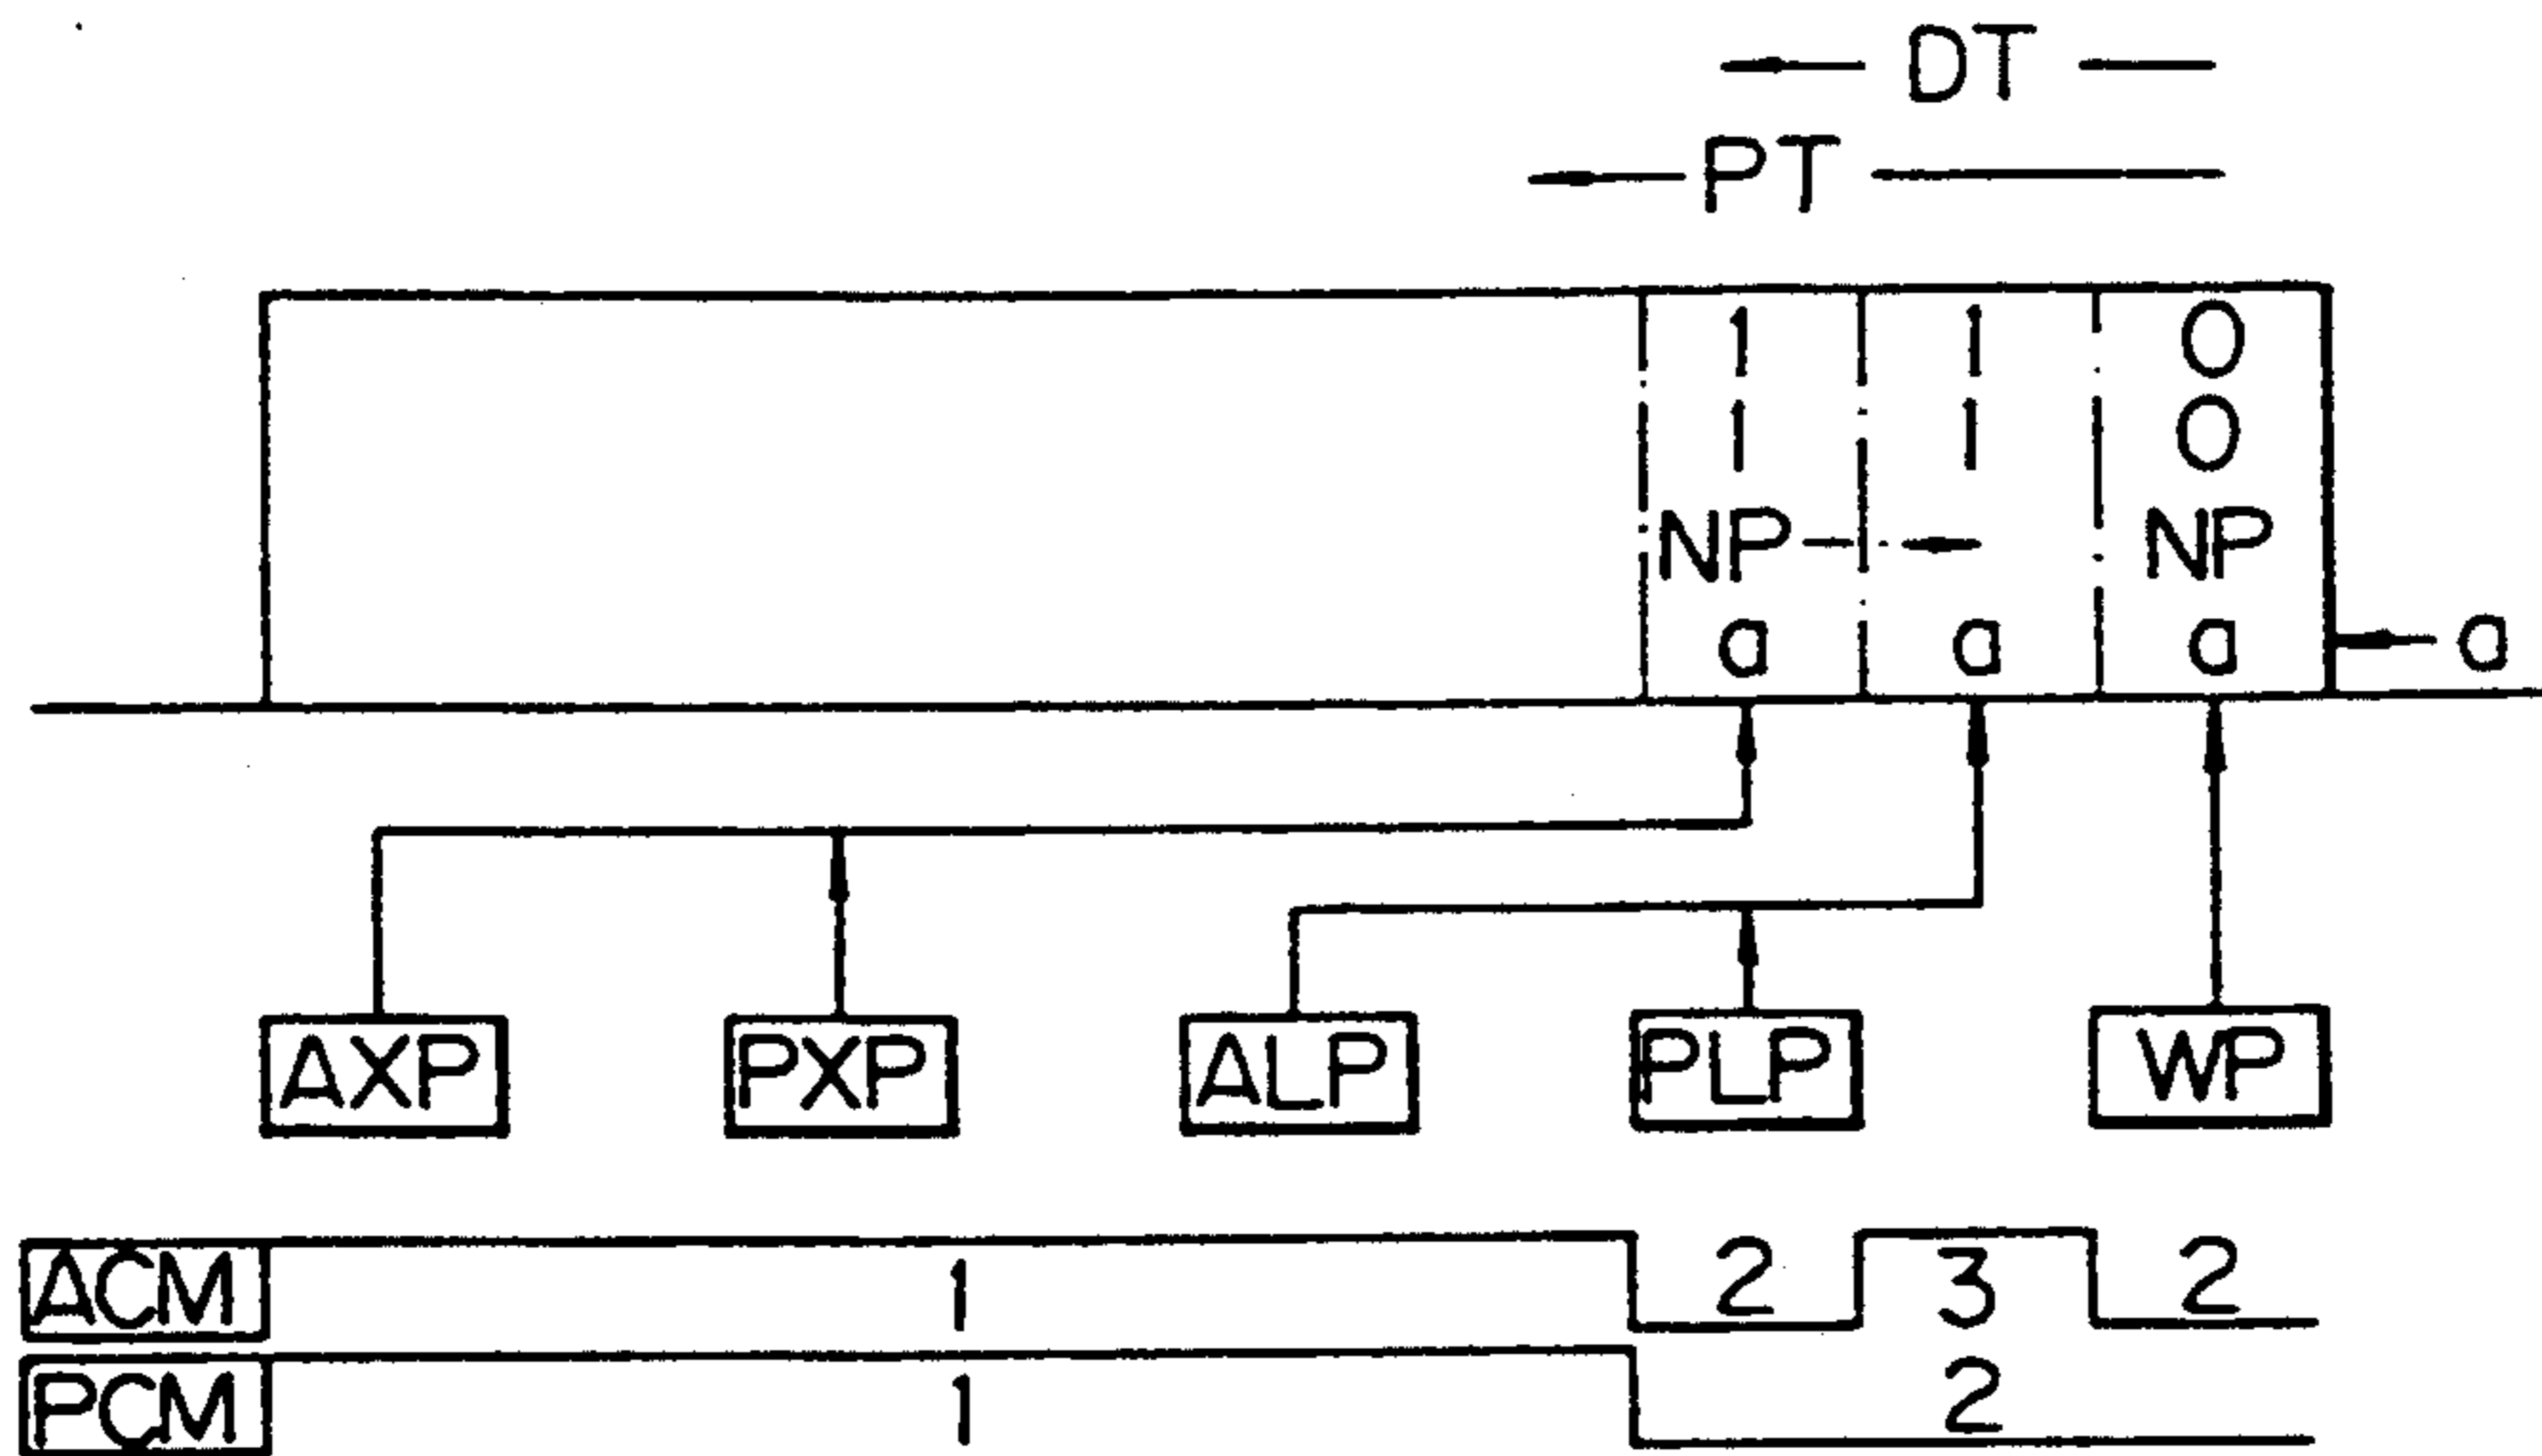 DT
PT
1 1 0
1 1 0
NP NP
a a a a
AXP PXP ALP PLP WP
ACM 1 2 3 2
PCM 1 2